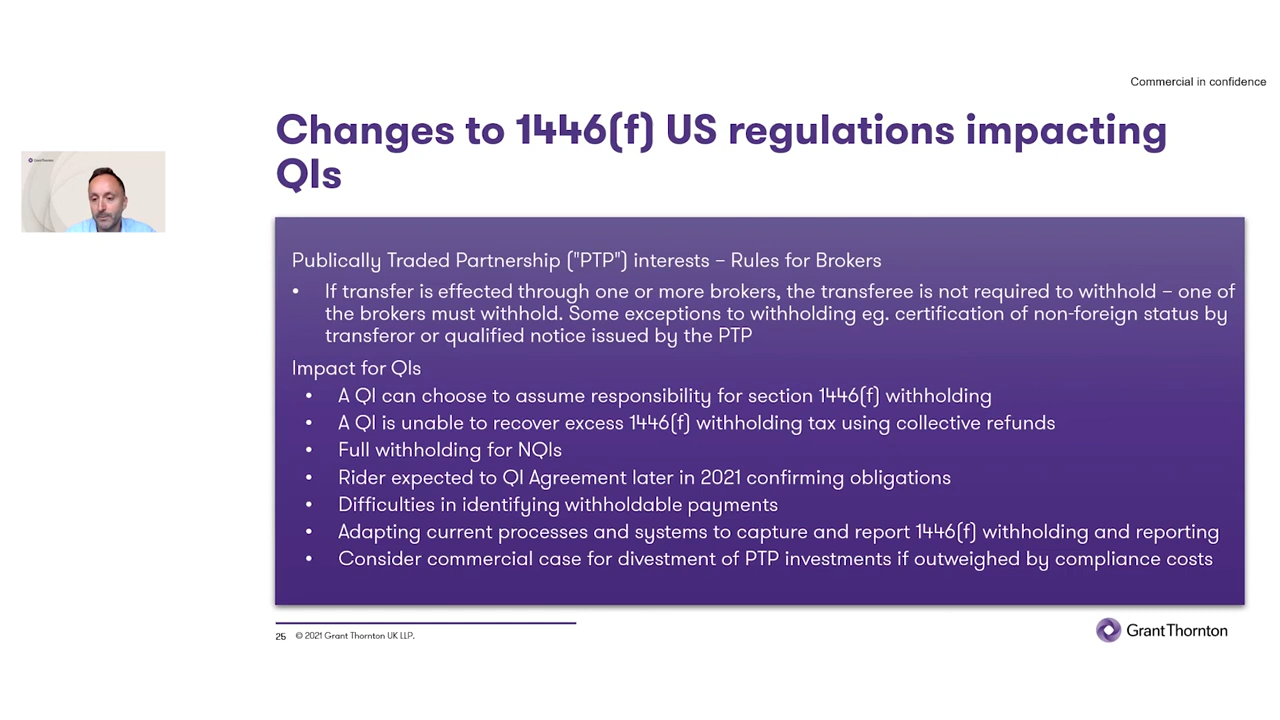 Commercial in confidence
Changes to 1446(f) US regulations impacting
QIs
GrantThornton
Publically Traded Partnership ("PTP") interests – Rules for Brokers
• If transfer is effected through one or more brokers, the transferee is not required to withhold – one of
the brokers must withhold. Some exceptions to withholding eg. certification of non-foreign status by
transferor or qualified notice issued by the PTP
Impact for QIs
• A QI can choose to assume responsibility for section 1446(f) withholding
• A QI is unable to recover excess 1446(f) withholding tax using collective refunds
• Full withholding for NQIs
• Rider expected to QI Agreement later in 2021 confirming obligations
• Difficulties in identifying withholdable payments
• Adapting current processes and systems to capture and report 1446(f) withholding and reporting
• Consider commercial case for divestment of PTP investments if outweighed by compliance costs
25 © 2021 Grant Thornton UK LLP.
GrantThornton